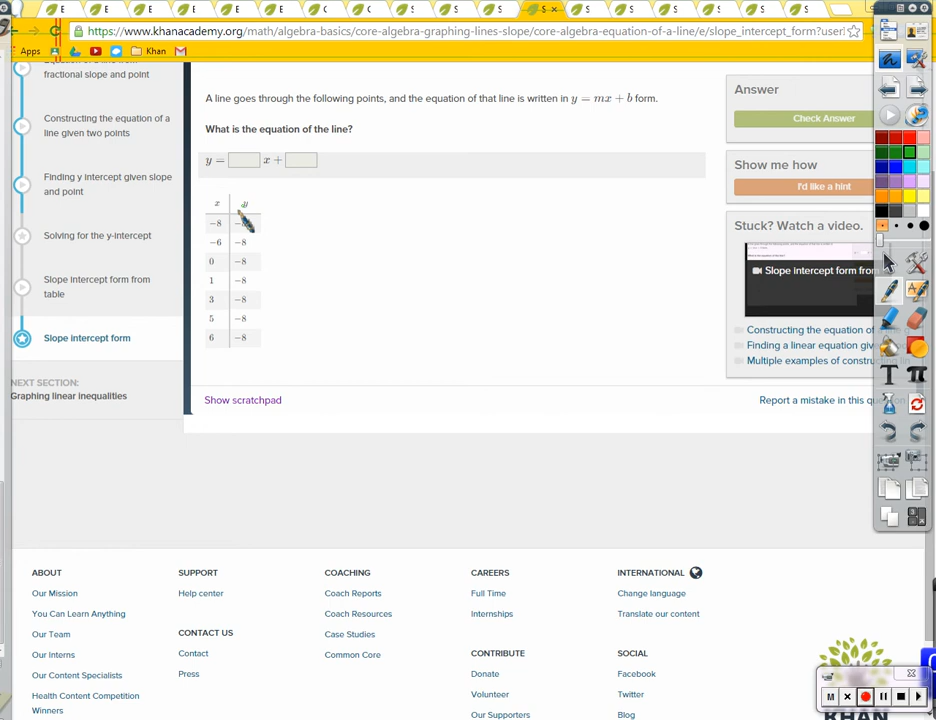 E
E
E
E
E
E
C
C
S
S
S
S
S
S
S
S
S
S
https://www.khanacademy.org/math/algebra-basics/core-algebra-graphing-lines-slope/core-algebra-equation-of-a-line/e/slope_intercept_form?user
Apps
Khan
fractional slope and point
Constructing the equation of a
line given two points
Finding y intercept given slope
and point
Solving for the y-intercept
Slope intercept form from
table
Slope intercept form
NEXT SECTION:
Graphing linear inequalities
A line goes through the following points, and the equation of that line is written in y = mx + b form.
What is the equation of the line?
y = x +
x y
−8
−6 −8
0 −8
1 −8
3 −8
5 −8
6 −8
Show scratchpad
Report a mistake in this
Answer
Check Answer
Show me how
I'd like a hint
Stuck? Watch a video.
Slope intercept form from
Constructing the equation of
Finding a linear equation
Multiple examples of
ABOUT
Our Mission
You Can Learn Anything
Our Team
Our Interns
Our Content Specialists
Health Content Competition
Winners
SUPPORT
Help center
CONTACT US
Contact
Press
COACHING
Coach Reports
Coach Resources
Case Studies
Common Core
CAREERS
Full Time
Internships
CONTRIBUTE
Donate
Volunteer
Our Supporters
INTERNATIONAL
Change language
Translate our content
SOCIAL
Facebook
Twitter
Blog
T π
M
KHAN